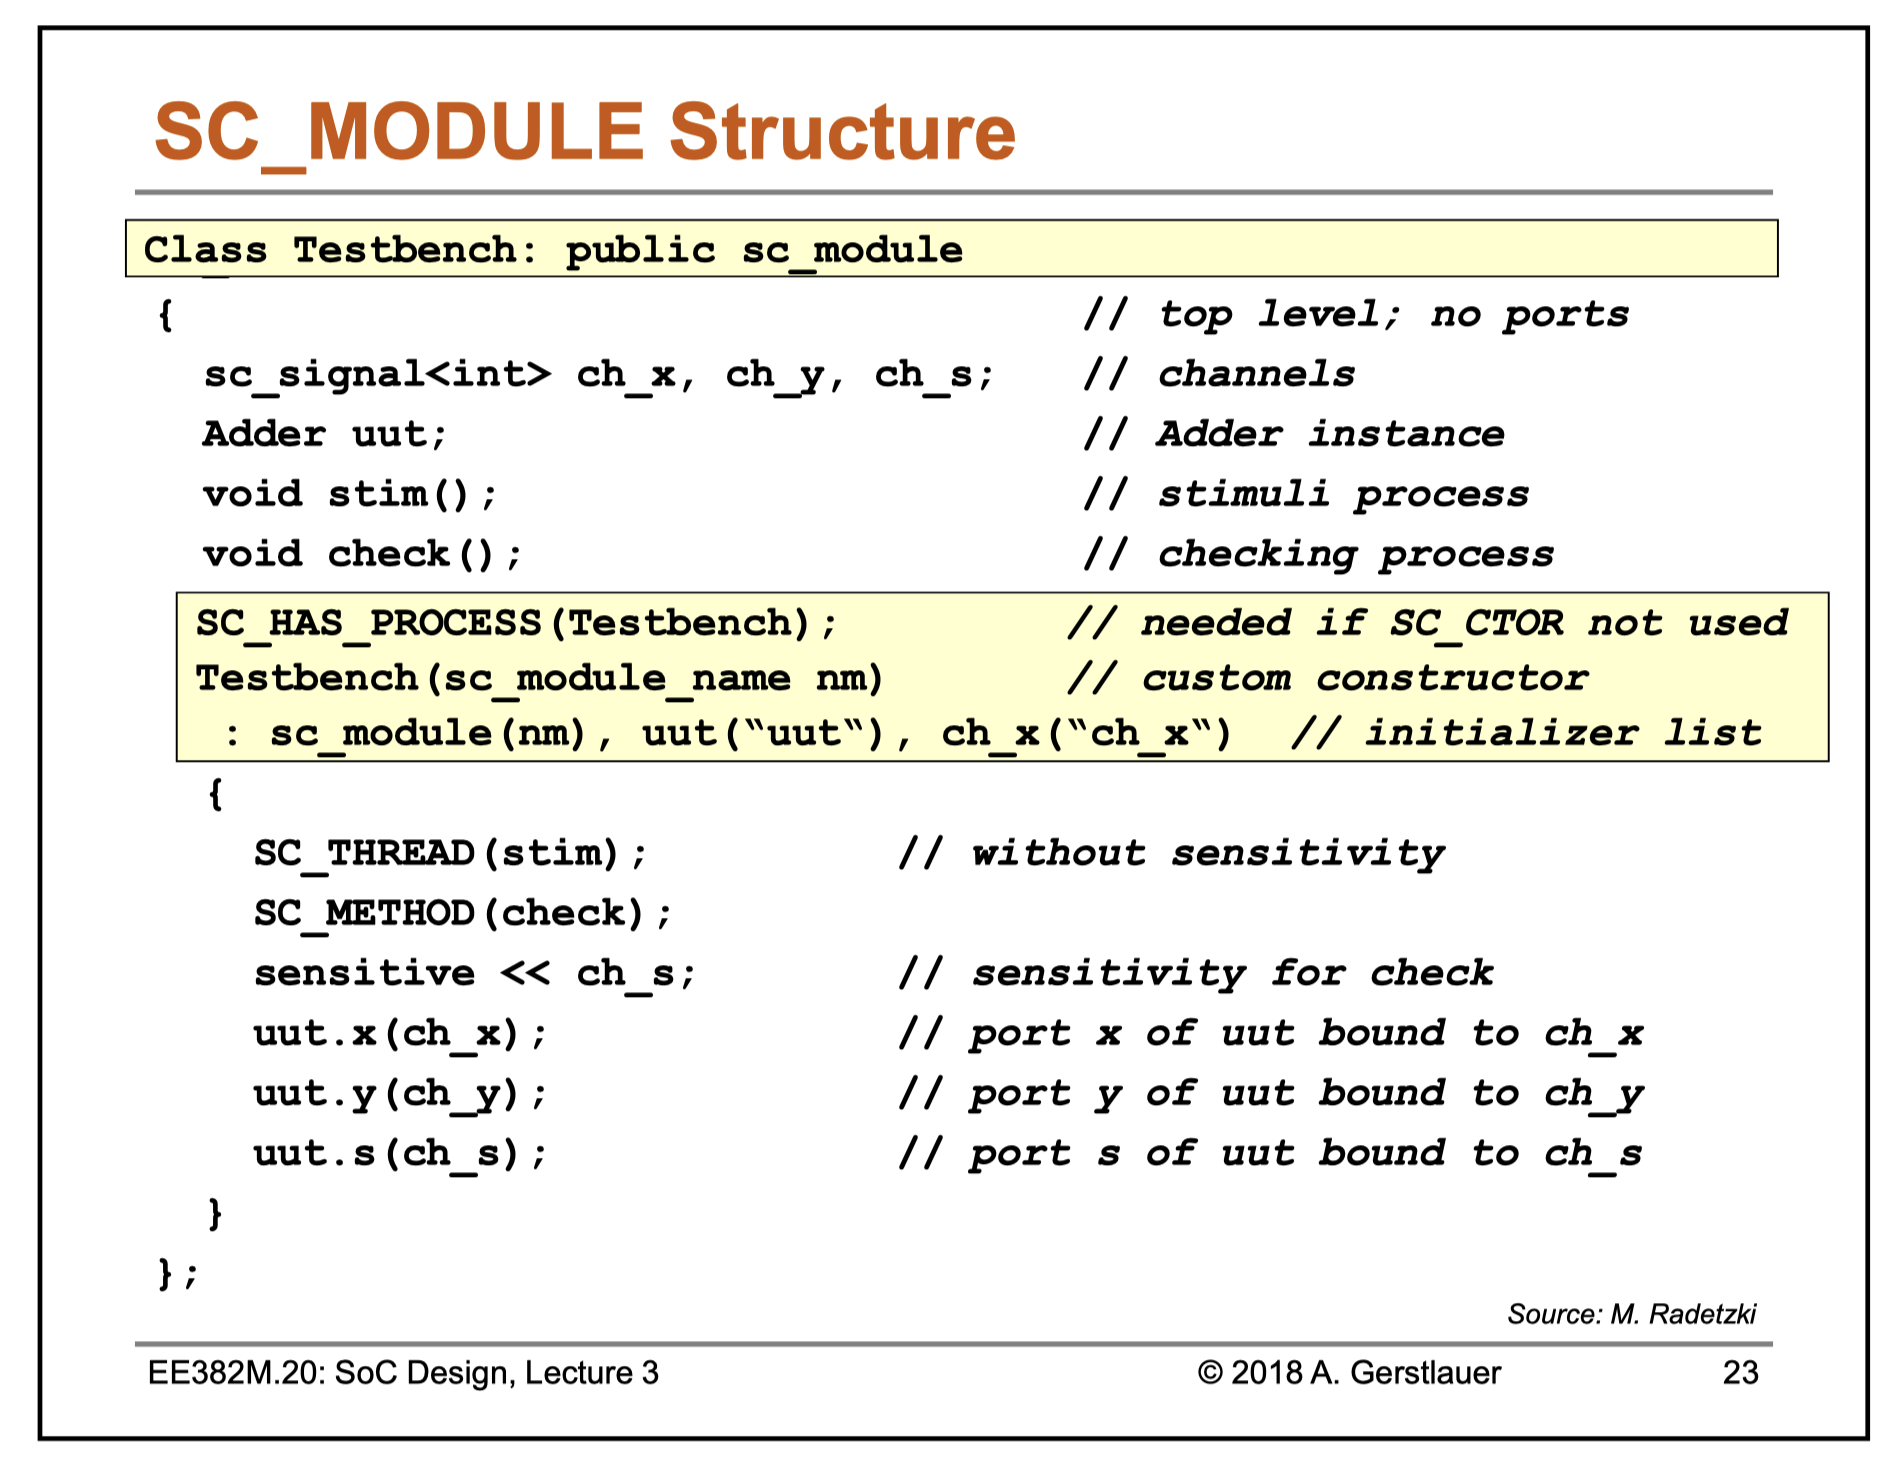 SC_MODULE Structure
Class Testbench: public sc_module
{ // top level; no ports
sc_signal<int> ch_x, ch_y, ch_s; // channels
Adder uut; // Adder instance
void stim(); // stimuli process
void check(); // checking process
SC_HAS_PROCESS(Testbench); // needed if SC_CTOR not used
Testbench(sc_module_name nm) // custom constructor
: sc_module(nm), uut(‟uut‟), ch_x(‟ch_x‟) // initializer list
{
SC_THREAD(stim); // without sensitivity
SC_METHOD(check);
sensitive << ch_s; // sensitivity for check
uut.x(ch_x); // port x of uut bound to ch_x
uut.y(ch_y); // port y of uut bound to ch_y
uut.s(ch_s); // port s of uut bound to ch_s
}
};
Source: M. Radetzki
EE382M.20: SoC Design, Lecture 3 © 2018 A. Gerstlauer 23